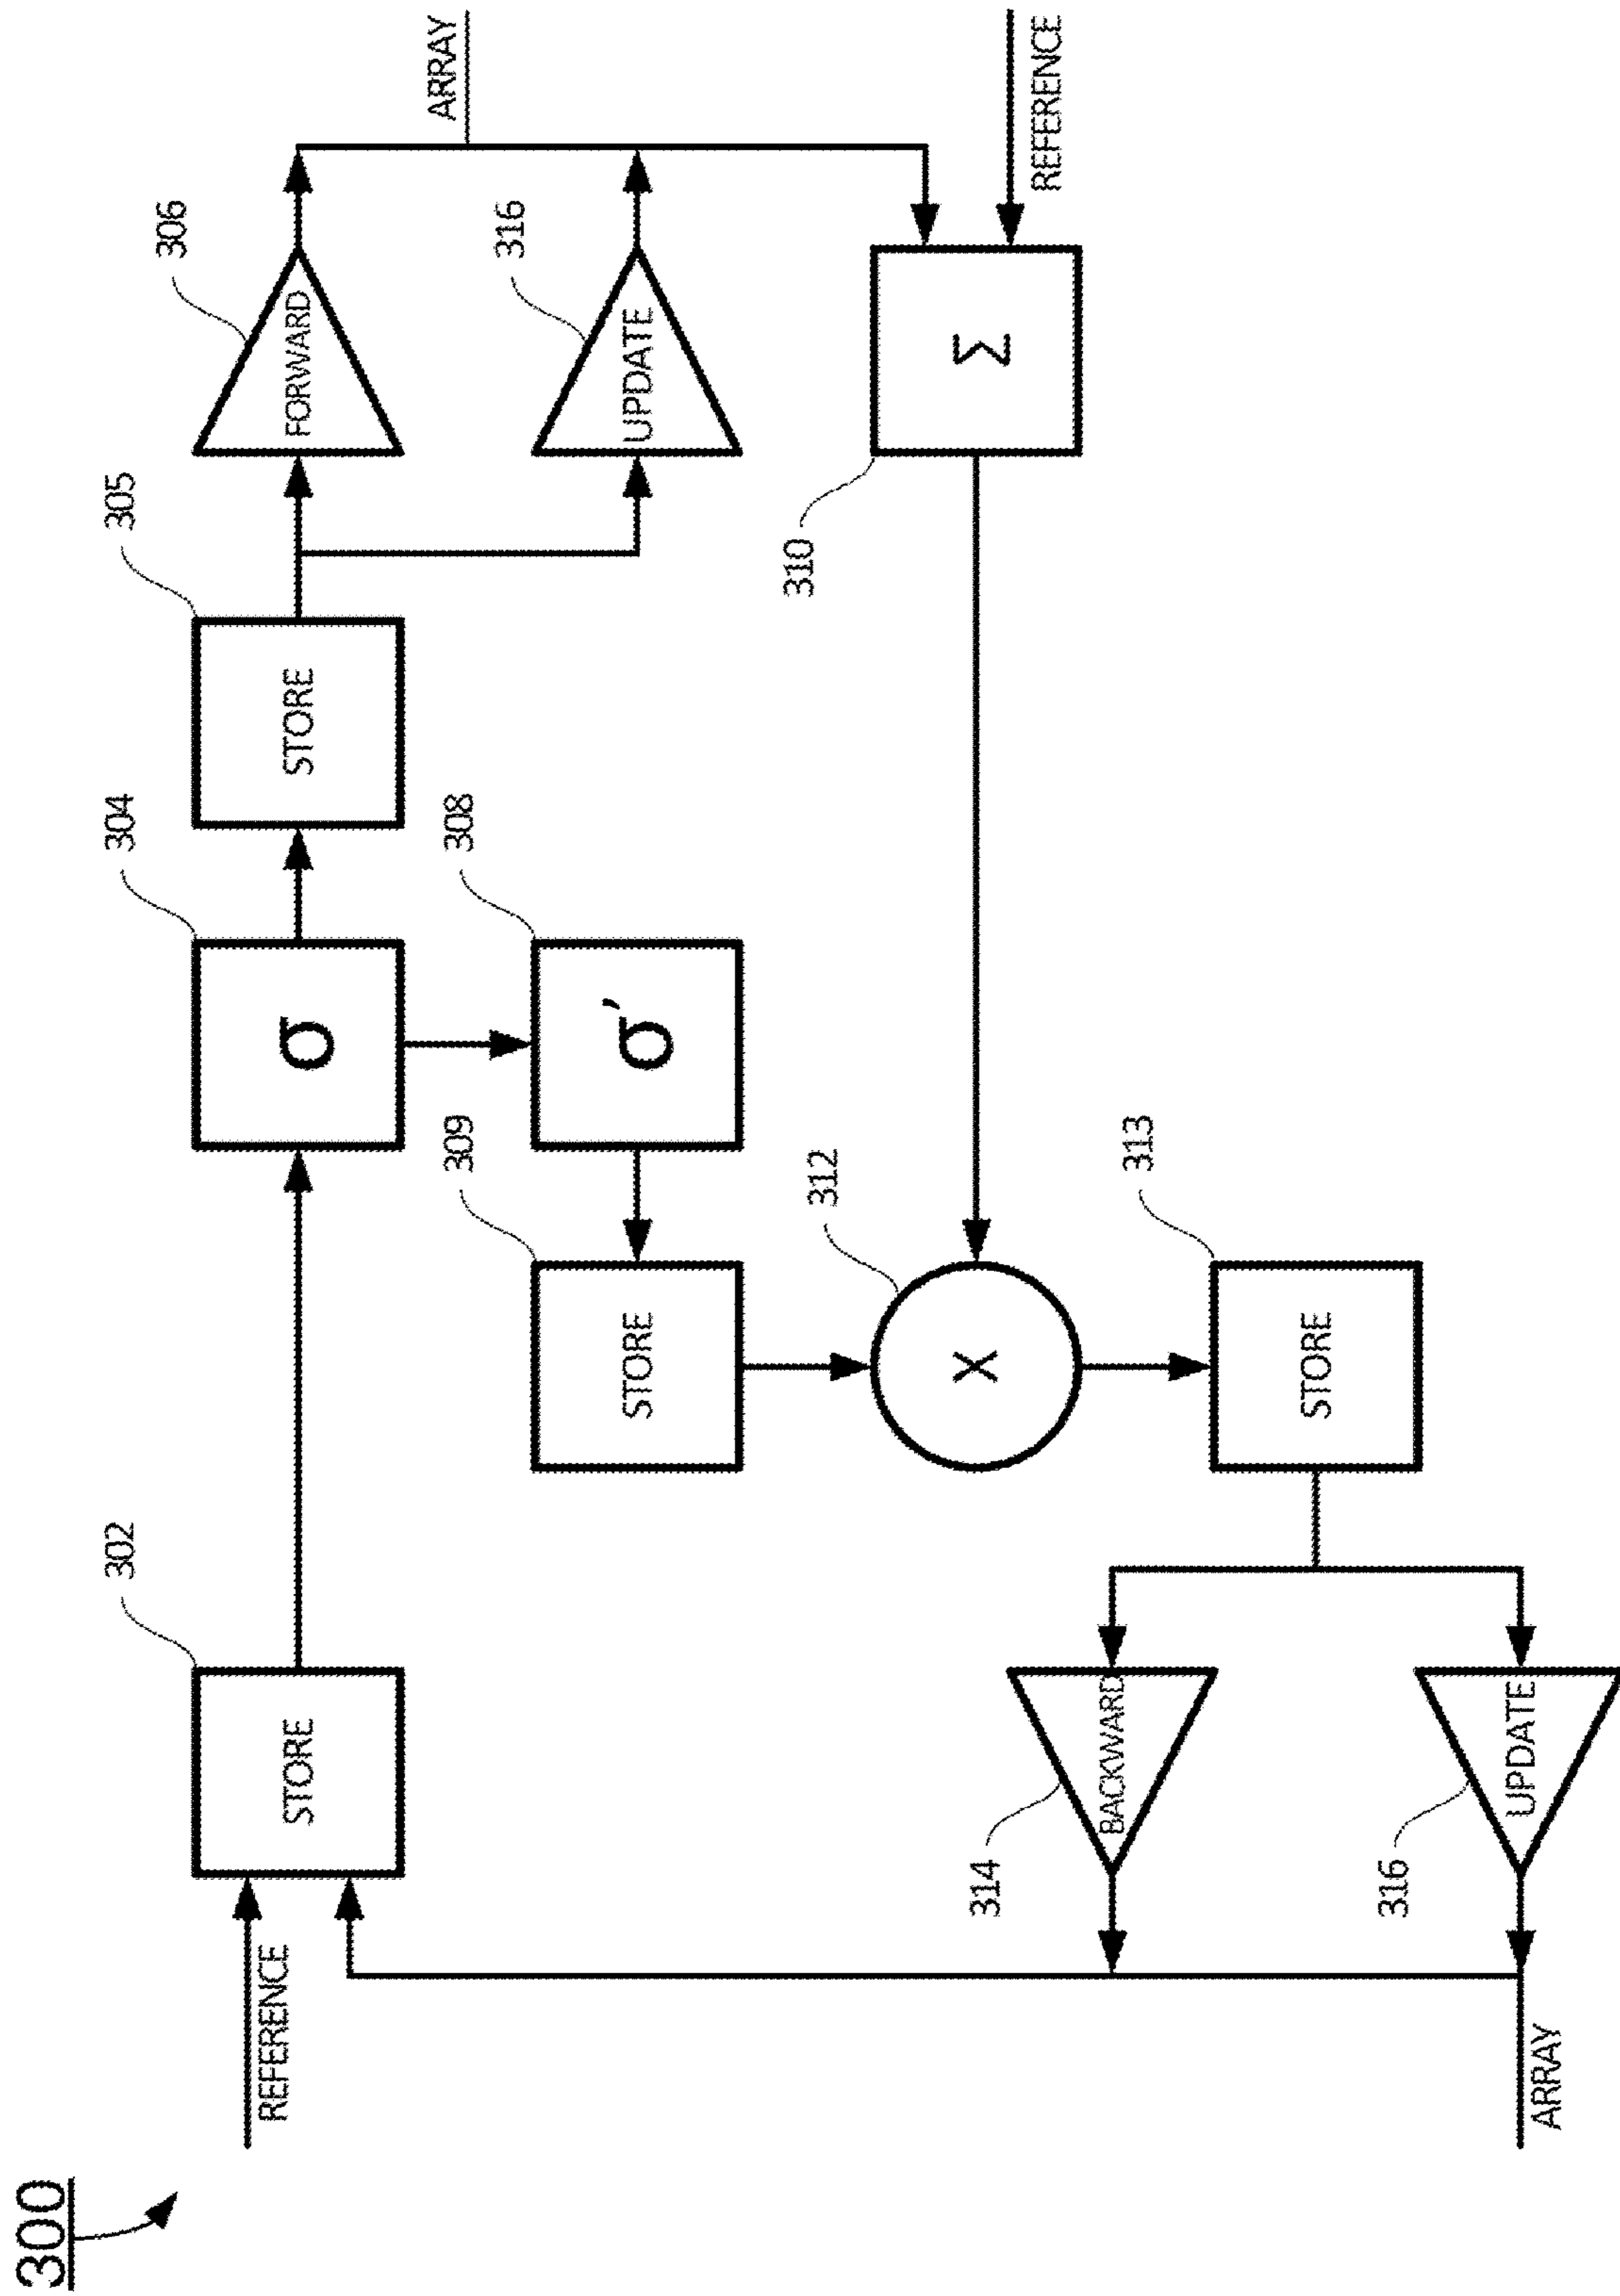 300
REFERENCE
STORE
302
σ
304
STORE
305
FORWARD
306
ARRAY
σ'
308
STORE
309
UPDATE
316
X
312
Σ
310
REFERENCE
STORE
313
BACKWARD
314
UPDATE
316
ARRAY